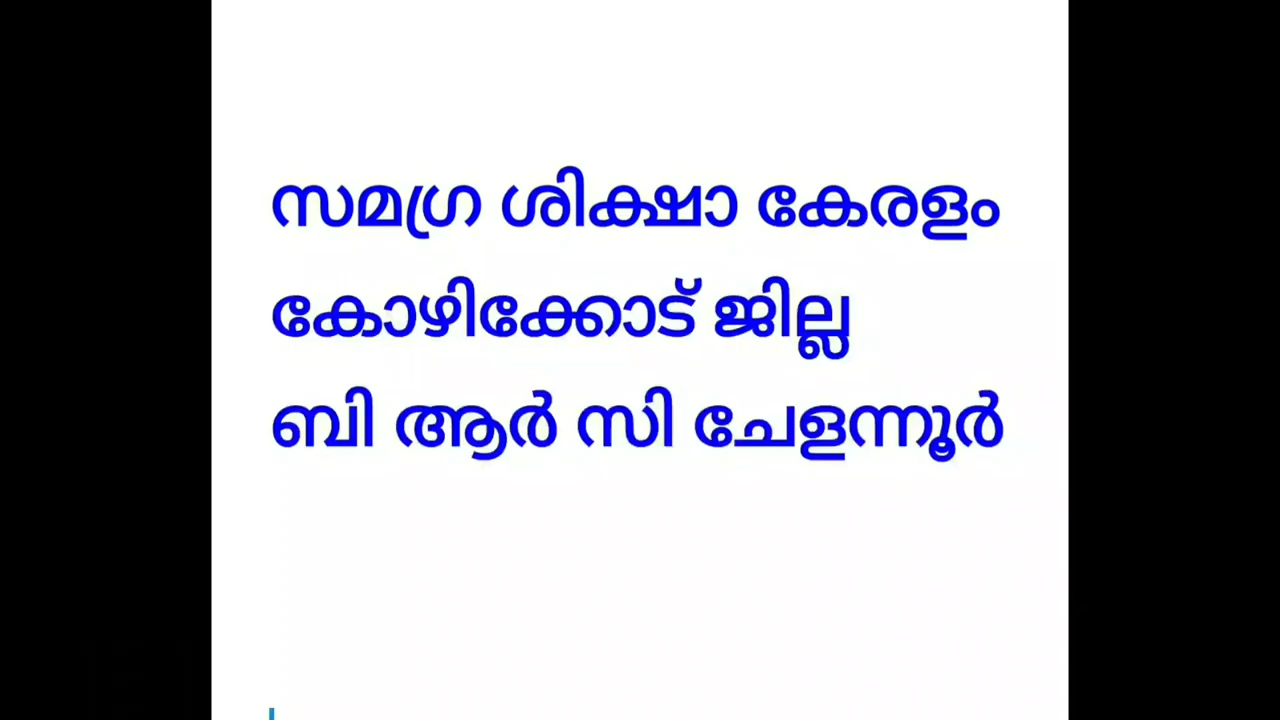 സമഗ്ര ശിക്ഷാ കേരളം
കോഴിക്കോട് ജില്ല
ബി ആർ സി ചേളന്നൂർ